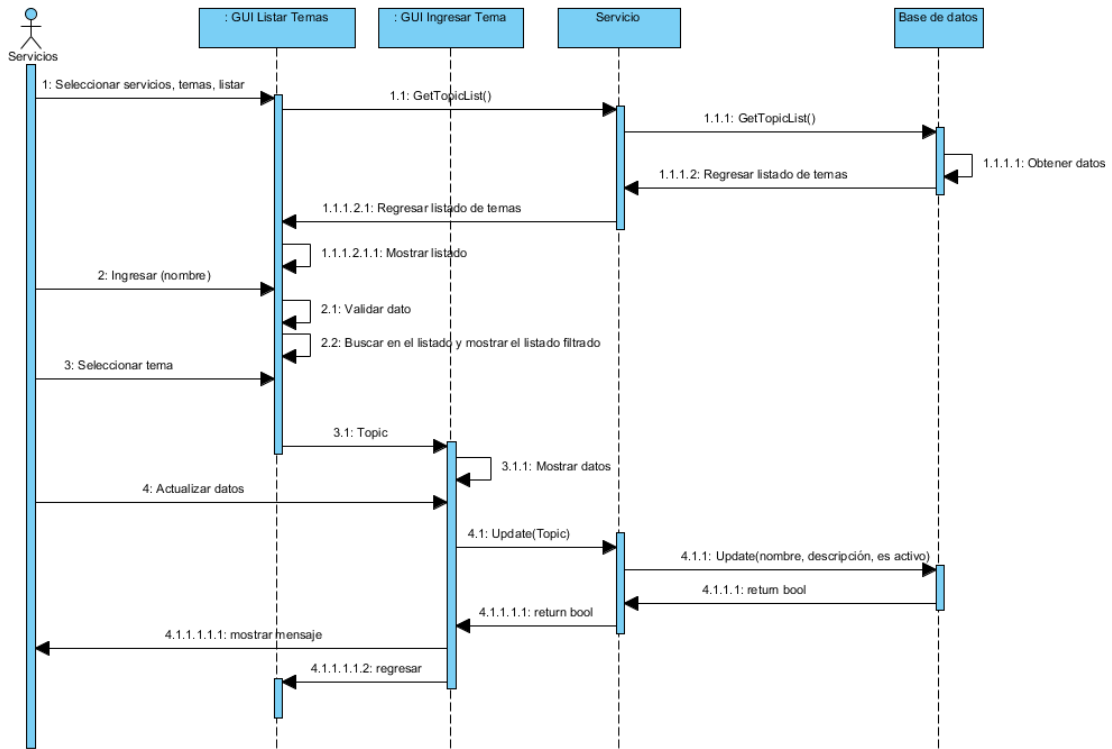 : GUI Listar Temas
: GUI Ingresar Tema
Servicio
Base de datos
Servicios
1: Seleccionar servicios, temas, listar
1.1: GetTopicList()
1.1.1: GetTopicList()
1.1.1.1: Obtener datos
1.1.1.2: Regresar listado de temas
1.1.1.2.1: Regresar listado de temas
1.1.1.2.1.1: Mostrar listado
2: Ingresar (nombre)
2.1: Validar dato
2.2: Buscar en el listado y mostrar el listado filtrado
3: Seleccionar tema
3.1: Topic
3.1.1: Mostrar datos
4: Actualizar datos
4.1: Update(Topic)
4.1.1: Update(nombre, descripción, es activo)
4.1.1.1: return bool
4.1.1.1.1: return bool
4.1.1.1.1.1: mostrar mensaje
4.1.1.1.1.2: regresar